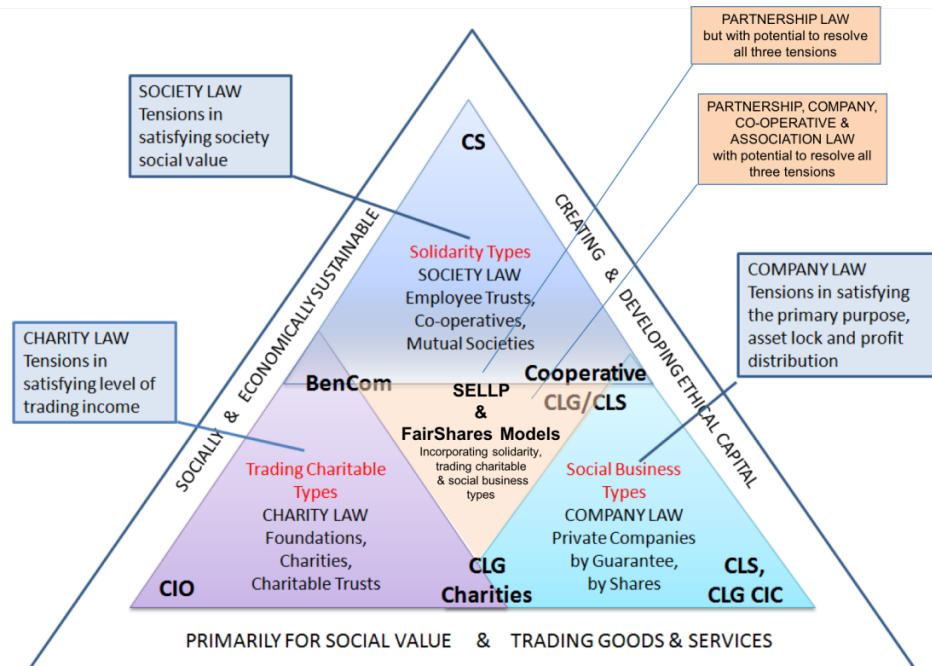 PARTNERSHIP LAW
but with potential to resolve
all three tensions
SOCIETY LAW
Tensions in
satisfying society
social value
PARTNERSHIP, COMPANY,
CO-OPERATIVE &
ASSOCIATION LAW
with potential to resolve all
three tensions
CS
SOCIALLY & ECONOMICALLY SUSTAINABLE
CREATING & DEVELOPING ETHICAL CAPITAL
Solidarity Types
SOCIETY LAW
Employee Trusts,
Co-operatives,
Mutual Societies
COMPANY LAW
Tensions in satisfying
the primary purpose,
asset lock and profit
distribution
CHARITY LAW
Tensions in
satisfying level of
trading income
BenCom
Cooperative
CLG/CLS
SELLP
&
FairShares Models
Incorporating solidarity,
trading charitable
& social business
types
Trading Charitable
Types
CHARITY LAW
Foundations,
Charities,
Charitable Trusts
Social Business
Types
COMPANY LAW
Private Companies
by Guarantee,
by Shares
CIO
CLG
Charities
CLS,
CLG CIC
PRIMARILY FOR SOCIAL VALUE & TRADING GOODS & SERVICES